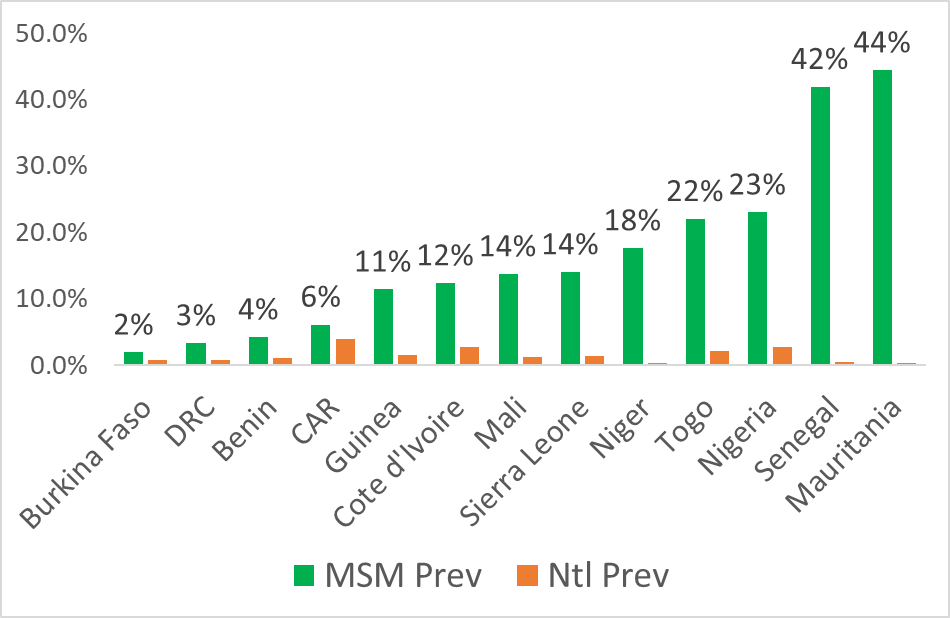 50.0%
40.0%
30.0%
20.0%
10.0%
0.0%
2%
3%
4%
6%
11%
12%
14%
14%
18%
22%
23%
42%
44%
Burkina Faso
DRC
Benin
CAR
Guinea
Cote d'Ivoire
Mali
Sierra Leone
Niger
Togo
Nigeria
Senegal
Mauritania
MSM Prev
Ntl Prev